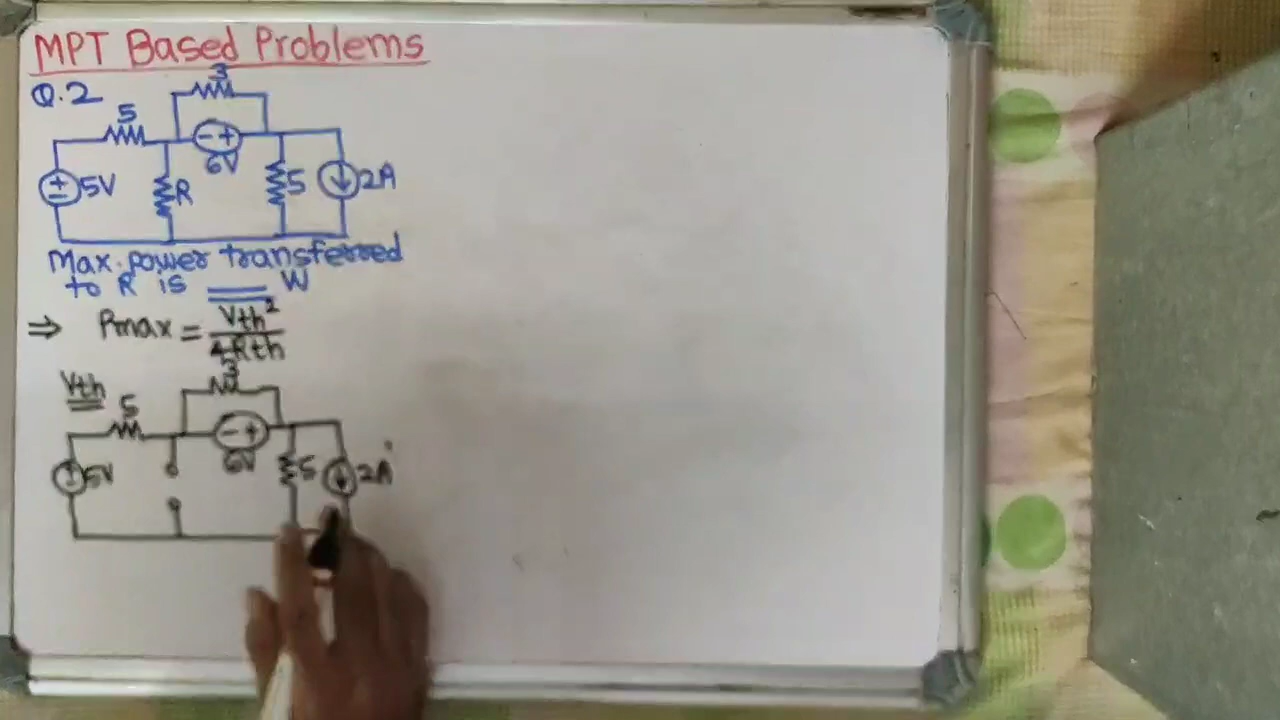 MPT Based Problems
Q.2
3
5
- +
6V
±
5V
R
5
2A
Max. power transferred
to R is ___ W
⇒ Pmax = Vth²
4Rth
Vth
3
5
- +
6V
±
5V
5
2A